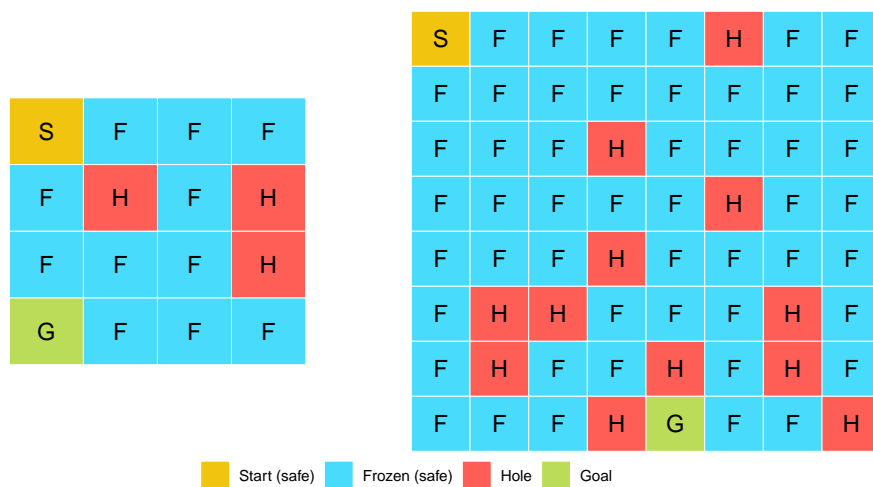 S F F F
F H F H
F F F H
G F F F
S F F F F H F F
F F F F F F F F
F F F H F F F F
F F F F F H F F
F F F H F F F F
F H H F F F H F
F H F F H F H F
F F F H G F F H
Start (safe) Frozen (safe) Hole Goal